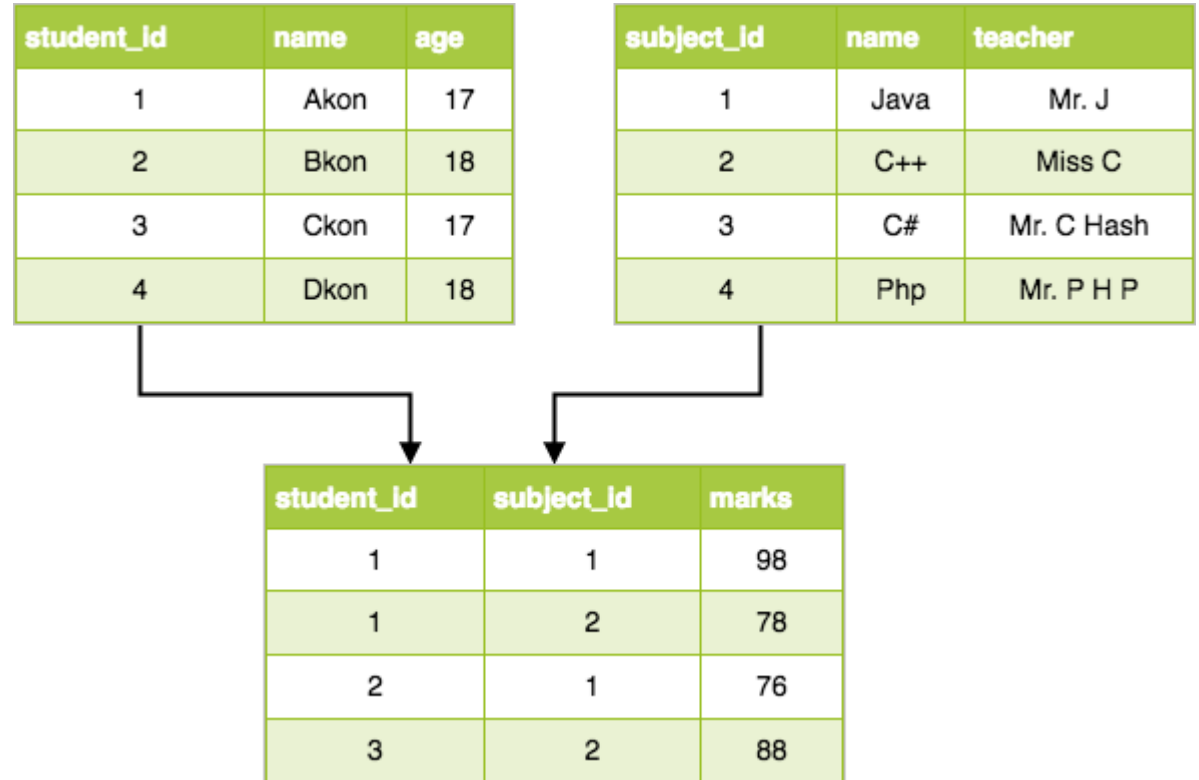 student_id name age
1 Akon 17
2 Bkon 18
3 Ckon 17
4 Dkon 18
subject_id name teacher
1 Java Mr. J
2 C++ Miss C
3 C# Mr. C Hash
4 Php Mr. P H P
student_id subject_id marks
1 1 98
1 2 78
2 1 76
3 2 88